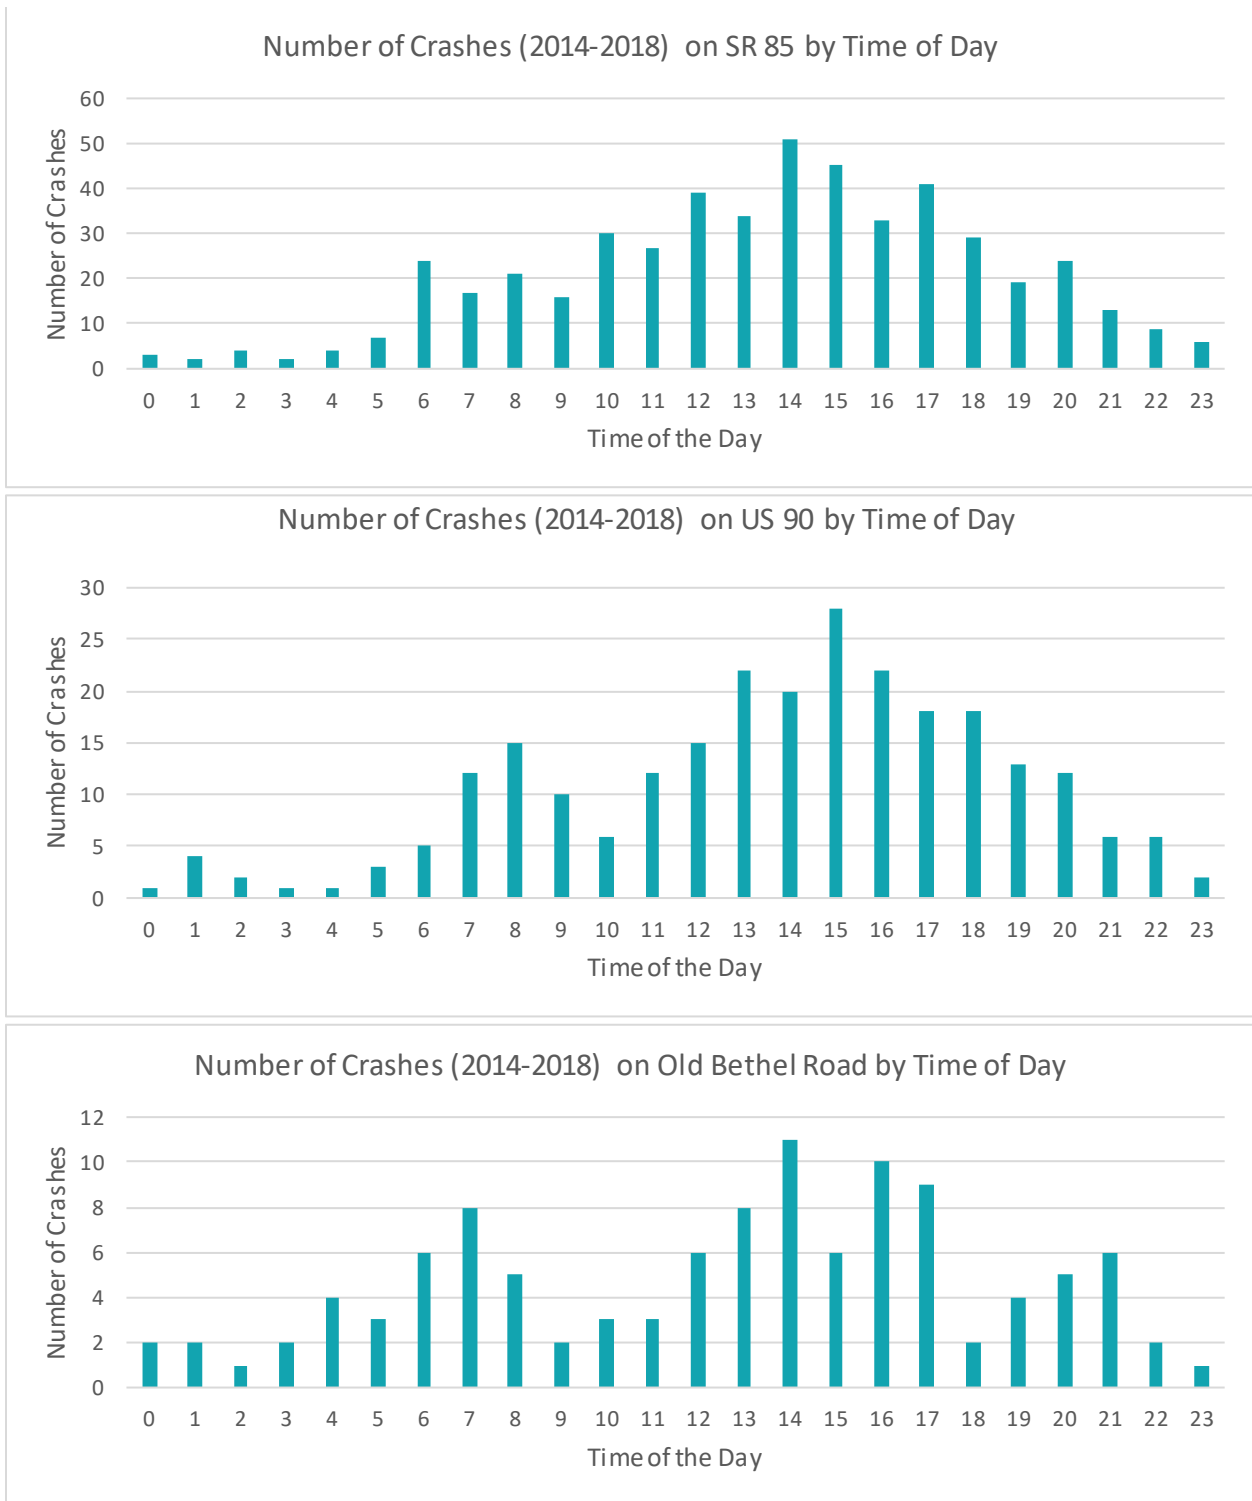 Number of Crashes (2014-2018) on SR 85 by Time of Day
Number of Crashes
60
50
40
30
20
10
0
0 1 2 3 4 5 6 7 8 9 10 11 12 13 14 15 16 17 18 19 20 21 22 23
Time of the Day
Number of Crashes (2014-2018) on US 90 by Time of Day
Number of Crashes
30
25
20
15
10
5
0
0 1 2 3 4 5 6 7 8 9 10 11 12 13 14 15 16 17 18 19 20 21 22 23
Time of the Day
Number of Crashes (2014-2018) on Old Bethel Road by Time of Day
Number of Crashes
12
10
8
6
4
2
0
0 1 2 3 4 5 6 7 8 9 10 11 12 13 14 15 16 17 18 19 20 21 22 23
Time of the Day